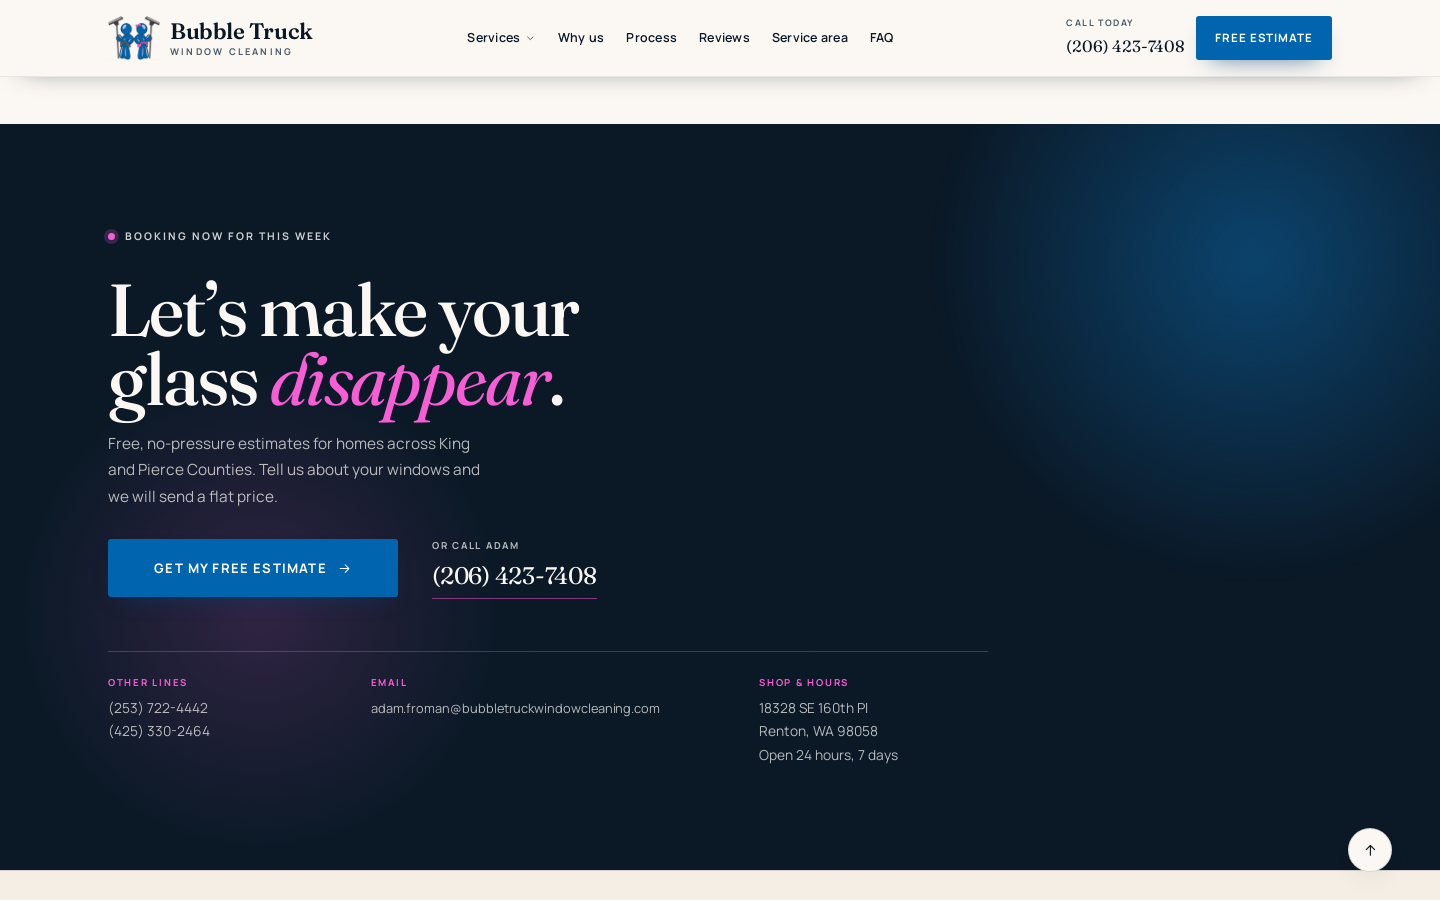 Bubble Truck
WINDOW CLEANING
Services
Why us
Process
Reviews
Service area
FAQ
CALL TODAY
(206) 423-7408
FREE ESTIMATE
BOOKING NOW FOR THIS WEEK
Let’s make your
glass disappear.
Free, no-pressure estimates for homes across King
and Pierce Counties. Tell us about your windows and
we will send a flat price.
GET MY FREE ESTIMATE →
OR CALL ADAM
(206) 423-7408
OTHER LINES
(253) 722-4442
(425) 330-2464
EMAIL
adam.froman@bubbletruckwindowcleaning.com
SHOP & HOURS
18328 SE 160th Pl
Renton, WA 98058
Open 24 hours, 7 days